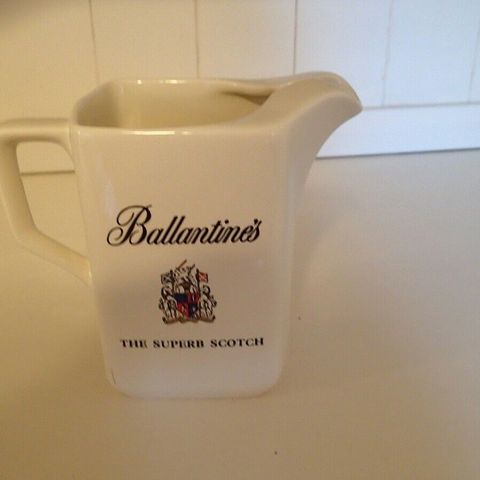 Ballantine's
THE SUPERB SCOTCH